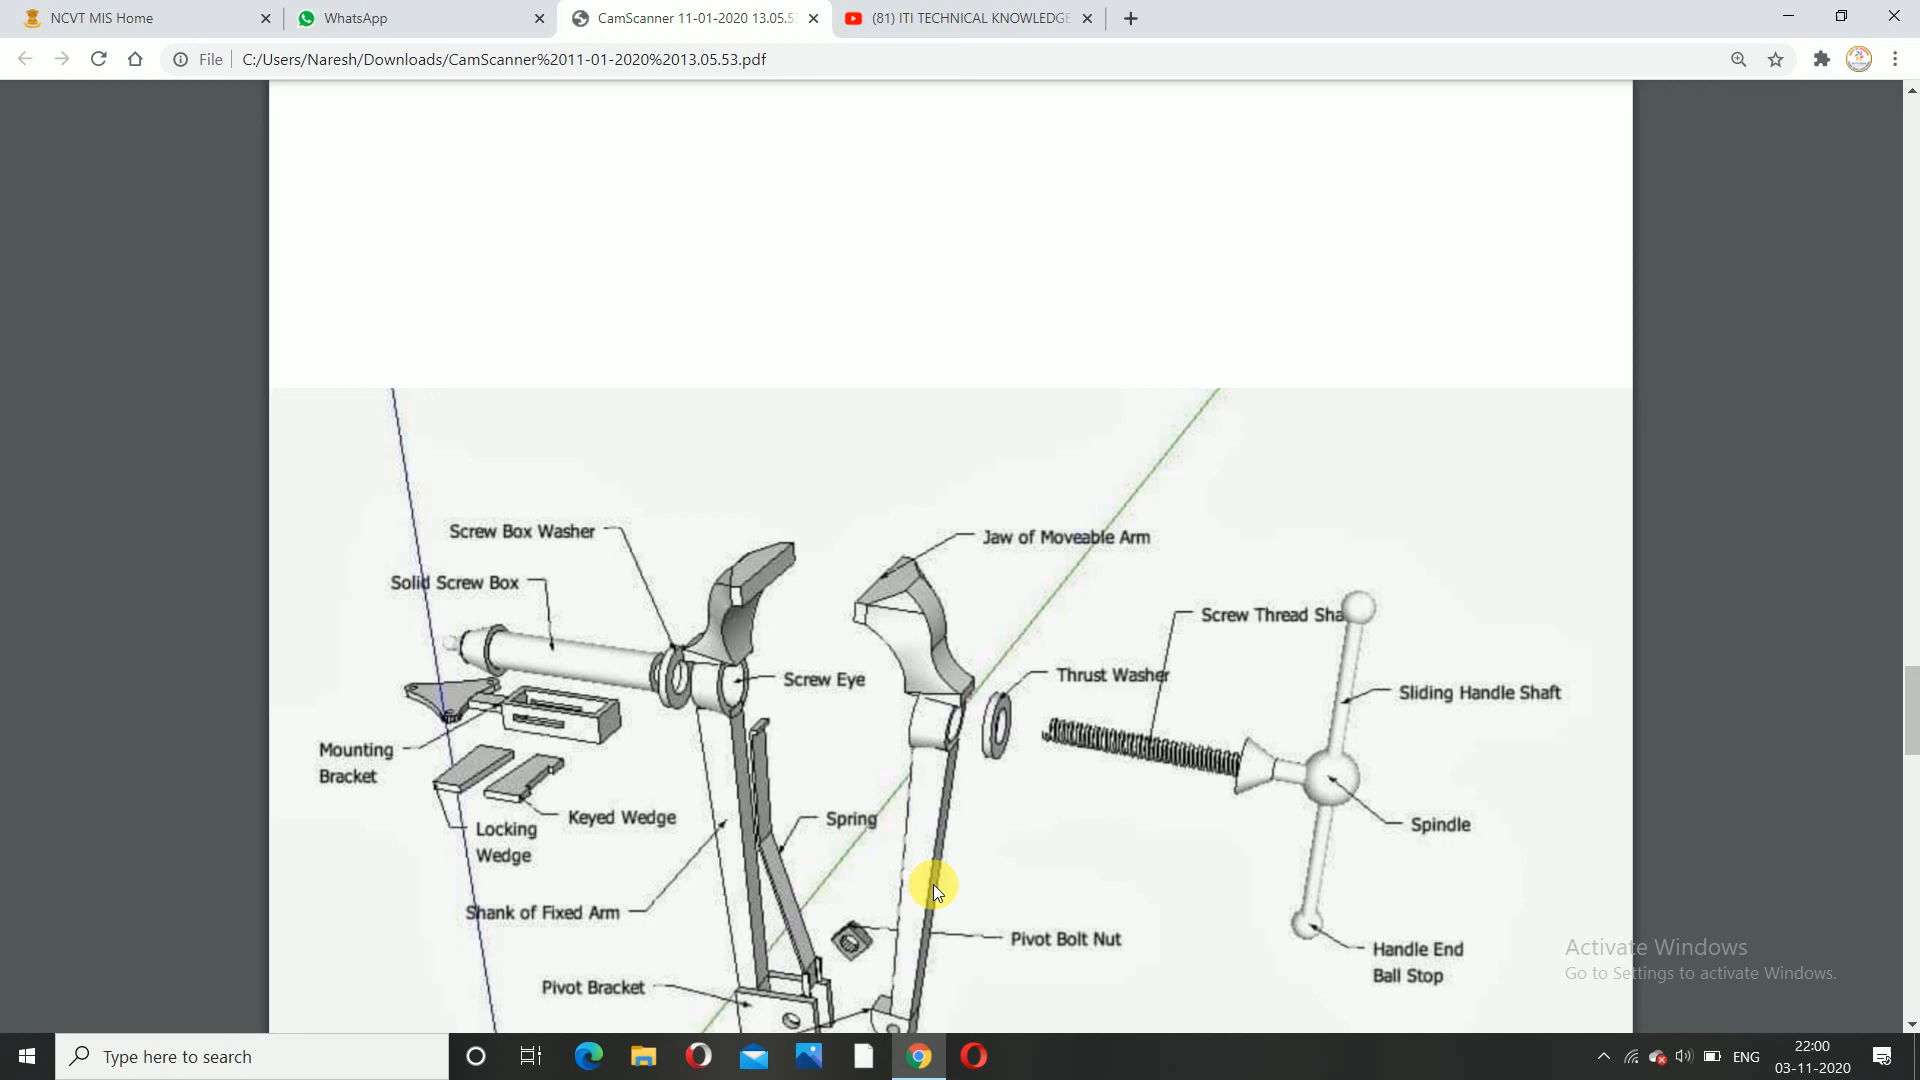 NCVT MIS Home
WhatsApp
CamScanner 11-01-2020 13.05.5
(81) ITI TECHNICAL KNOWLEDGE
File
C:/Users/Naresh/Downloads/CamScanner%2011-01-2020%2013.05.53.pdf
Screw Box Washer
Jaw of Moveable Arm
Solid Screw Box
Screw Thread Sha
Screw Eye
Thrust Washer
Sliding Handle Shaft
Mounting
Bracket
Keyed Wedge
Locking
Wedge
Spring
Spindle
Shank of Fixed Arm
Pivot Bolt Nut
Handle End
Ball Stop
Pivot Bracket
Activate Windows
Go to Settings to activate Windows.
Type here to search
ENG
22:00
03-11-2020